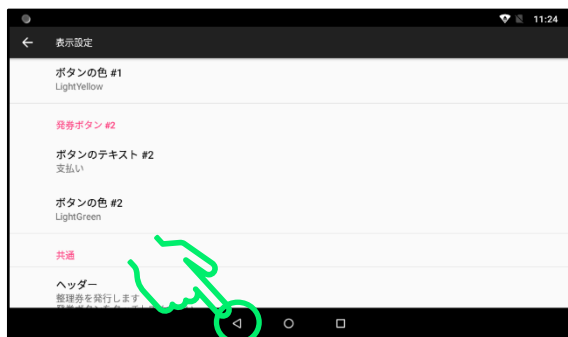 11:24
表示設定
ボタンの色 #1
LightYellow
発券ボタン #2
ボタンのテキスト #2
支払い
ボタンの色 #2
LightGreen
共通
ヘッダー
整理券を発行します